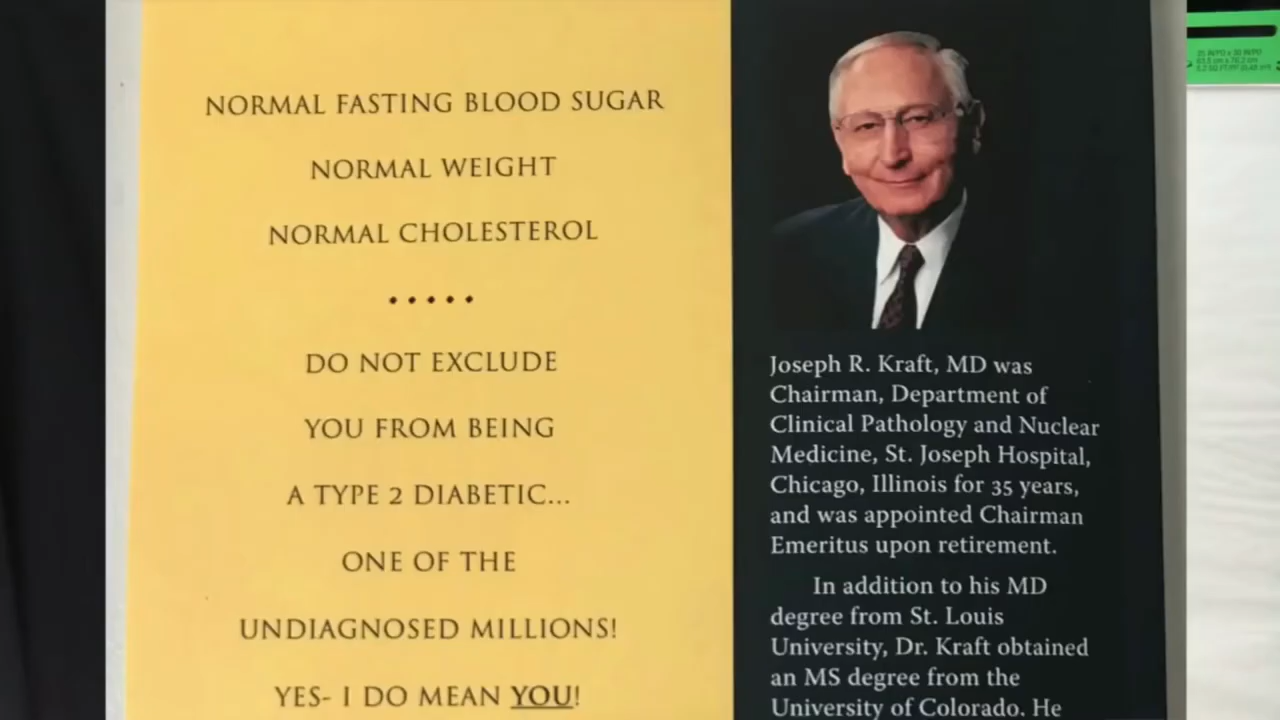 NORMAL FASTING BLOOD SUGAR
NORMAL WEIGHT
NORMAL CHOLESTEROL
.....
DO NOT EXCLUDE
YOU FROM BEING
A TYPE 2 DIABETIC...
ONE OF THE
UNDIAGNOSED MILLIONS!
YES- I DO MEAN YOU!
Joseph R. Kraft, MD was
Chairman, Department of
Clinical Pathology and Nuclear
Medicine, St. Joseph Hospital,
Chicago, Illinois for 35 years,
and was appointed Chairman
Emeritus upon retirement.
In addition to his MD
degree from St. Louis
University, Dr. Kraft obtained
an MS degree from the
University of Colorado. He